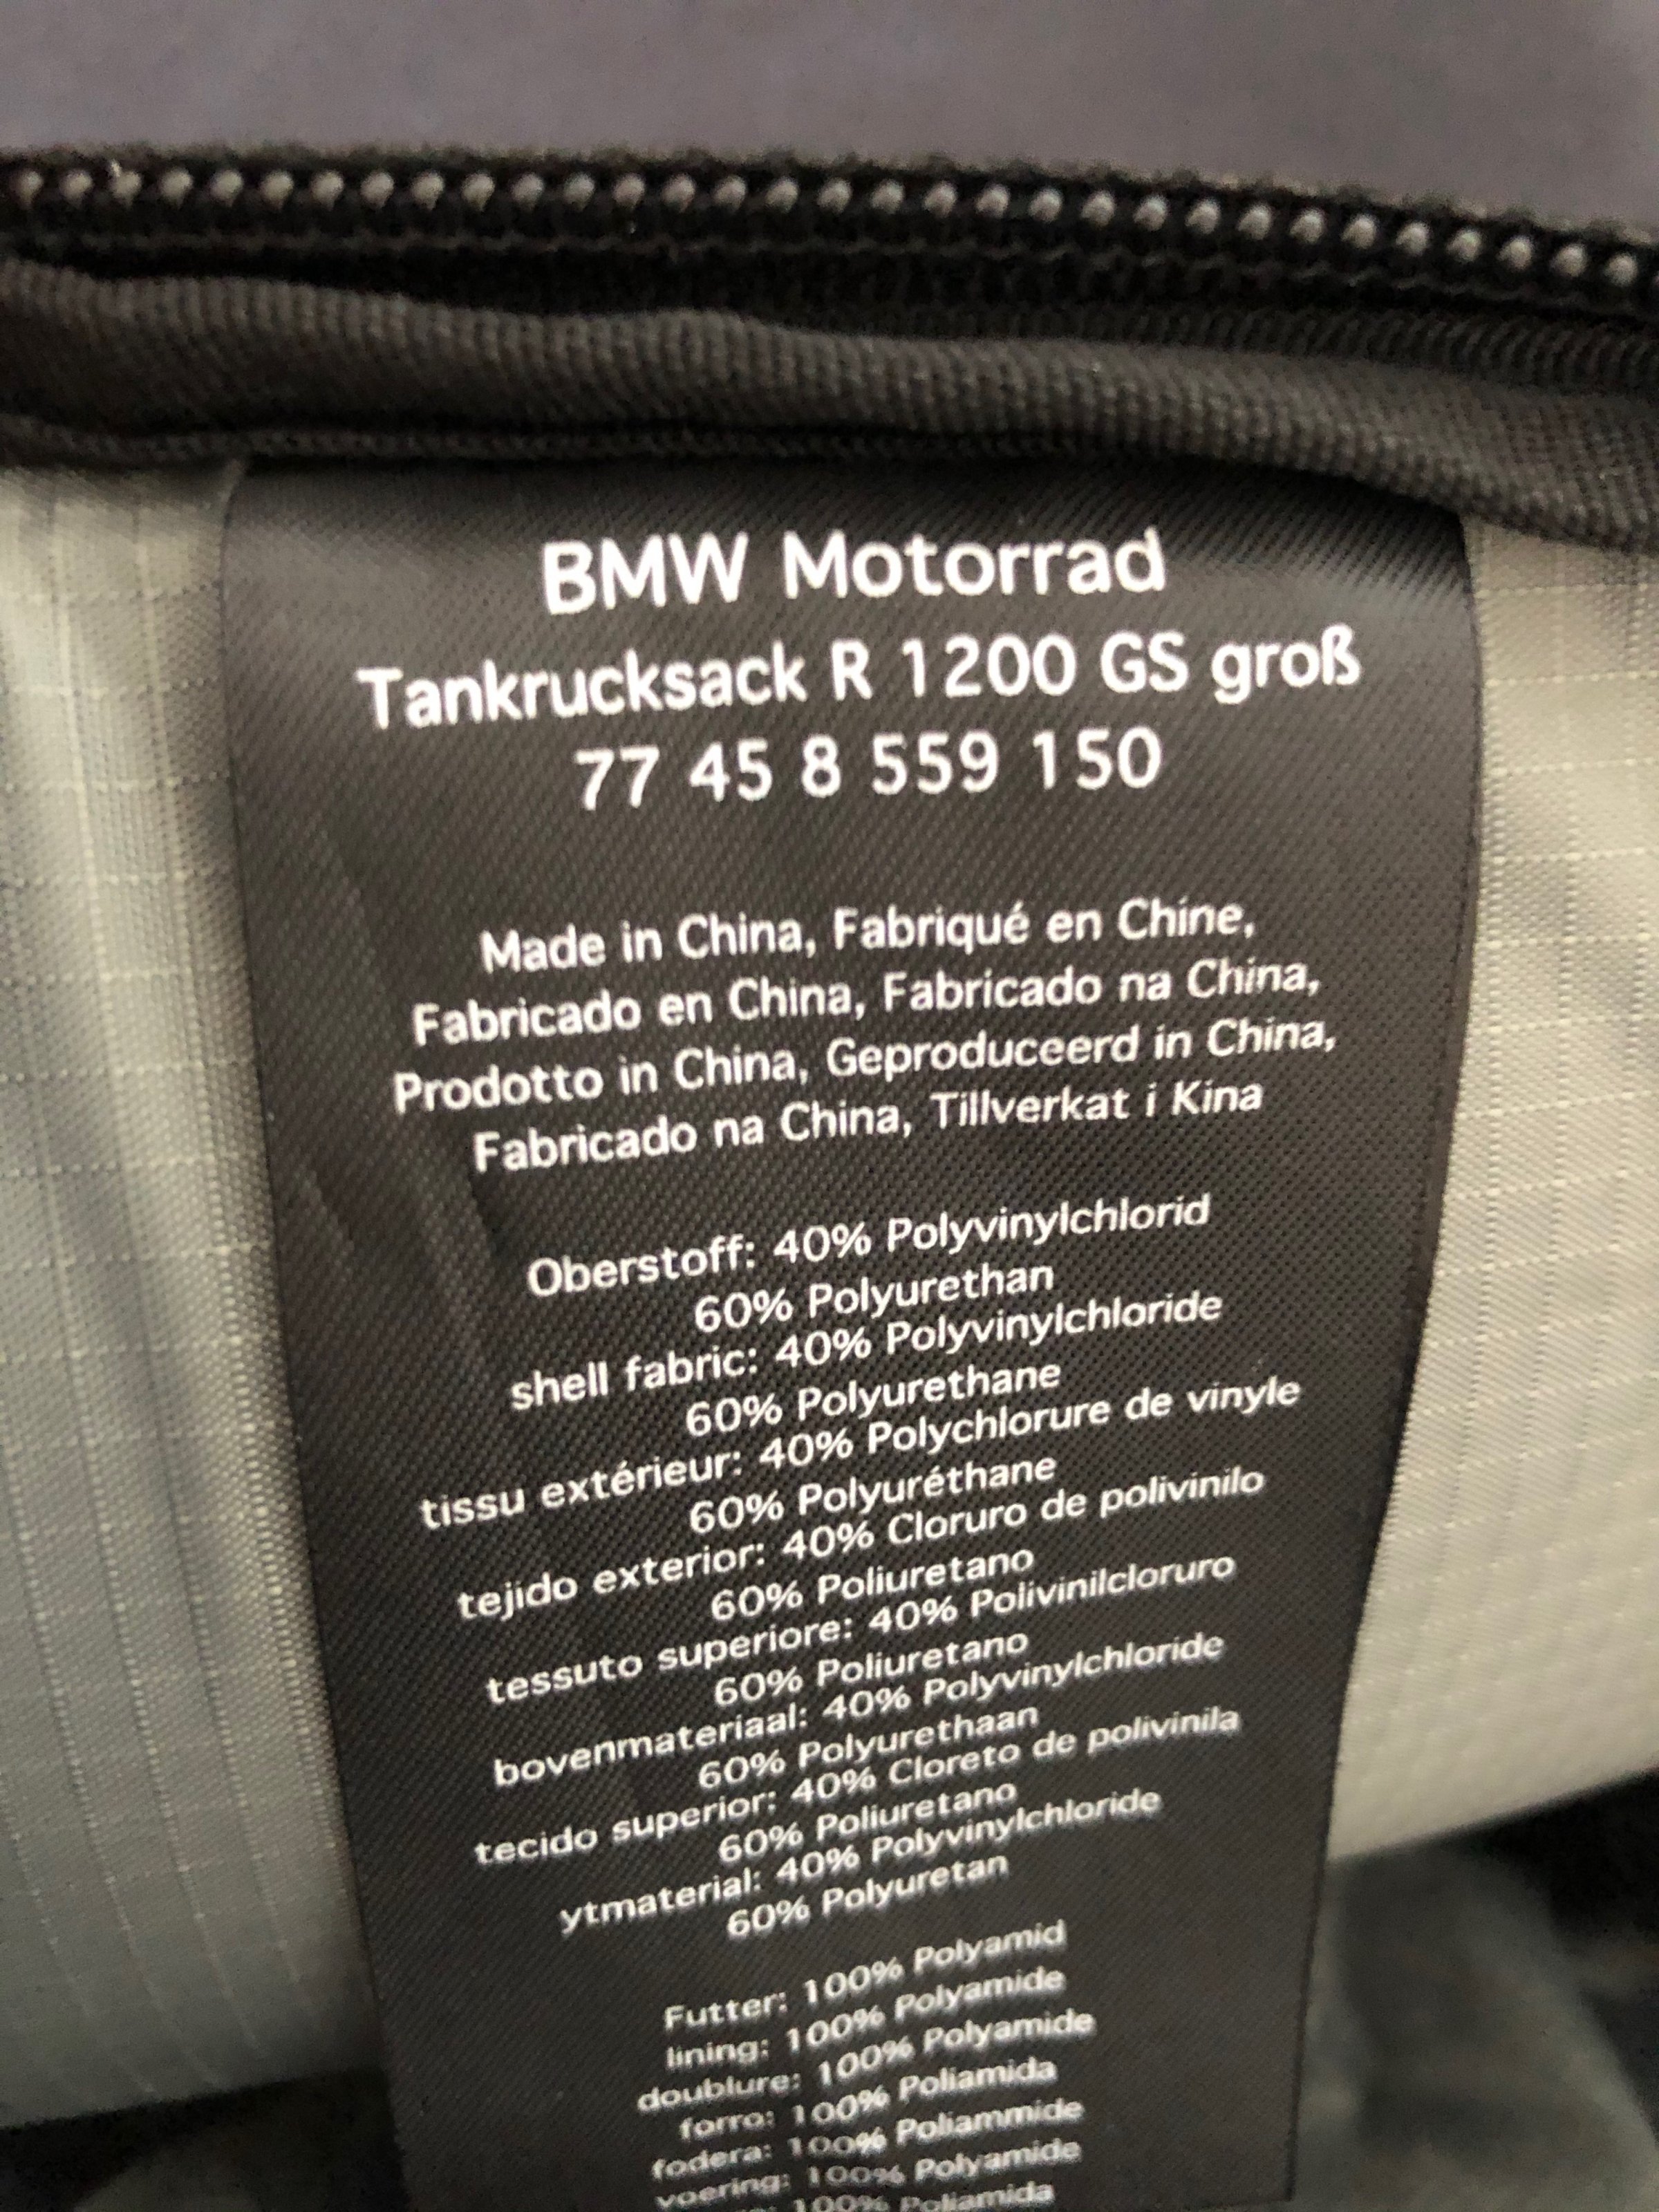 BMW Motorrad
Tankrucksack R 1200 GS groß
77 45 8 559 150
Made in China, Fabriqué en Chine,
Fabricado en China, Fabricado na China,
Prodotto in China, Geproduceerd in China,
Fabricado na China, Tillverkat i Kina
Oberstoff: 40% Polyvinylchlorid
60% Polyurethan
shell fabric: 40% Polyvinylchloride
60% Polyurethane
tissu extérieur: 40% Polychlorure de vinyle
60% Polyuréthane
tejido exterior: 40% Cloruro de polivinilo
60% Poliuretano
tessuto superiore: 40% Polivinilcloruro
60% Poliuretano
bovenmateriaal: 40% Polyvinylchloride
60% Polyurethaan
tecido superior: 40% Cloreto de polivinila
60% Poliuretano
ytmaterial: 40% Polyvinylchloride
60% Polyuretan
Futter: 100% Polyamid
lining: 100% Polyamide
doublure: 100% Polyamide
forro: 100% Poliamida
fodera: 100% Poliammide
voering: 100% Polyamide
100% Poliamida